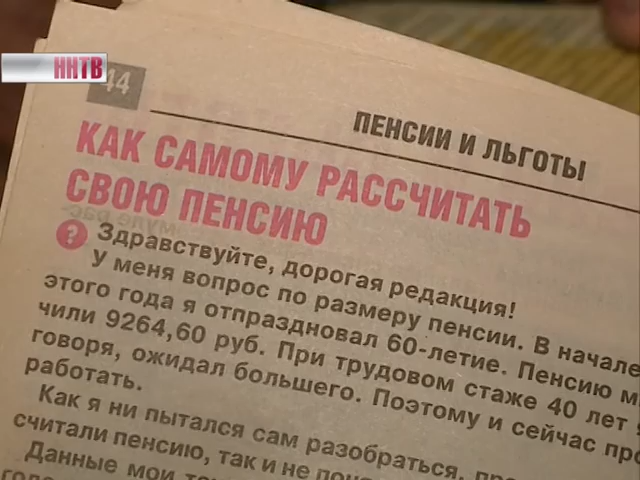 ННТВ
44
ПЕНСИИ И ЛЬГОТЫ
КАК САМОМУ РАССЧИТАТЬ
СВОЮ ПЕНСИЮ
? Здравствуйте, дорогая редакция!
У меня вопрос по размеру пенсии. В начале
этого года я отпраздновал 60-летие. Пенсию
чили 9264,60 руб. При трудовом стаже 40 лет
говоря, ожидал большего. Поэтому и сейчас
работать.
Как я ни пытался сам разобраться,
считали пенсию, так и не
Данные мои